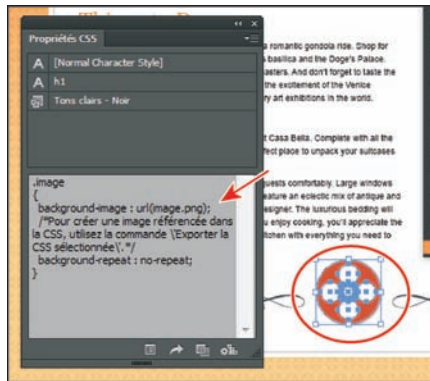 Propriétés CSS
[Normal Character Style]
h1
Tons clairs - Noir
.image
{
background-image : url(image.png);
/*Pour créer une image référencée dans
la CSS, utilisez la commande \'Exporter la
CSS sélectionnée\'. */
background-repeat : no-repeat;
}
a romantic gondola ride. Shop for
basilica and the Doge's Palace.
asters. And don't forget to taste the
the excitement of the Venice
ry art exhibitions in the world.
t Casa Bella. Complete with all the
fect place to unpack your suitcases
uests comfortably. Large windows
eature an eclectic mix of antique and
esigner. The luxurious bedding will
u enjoy cooking, you'll appreciate the
tchen with everything you need to